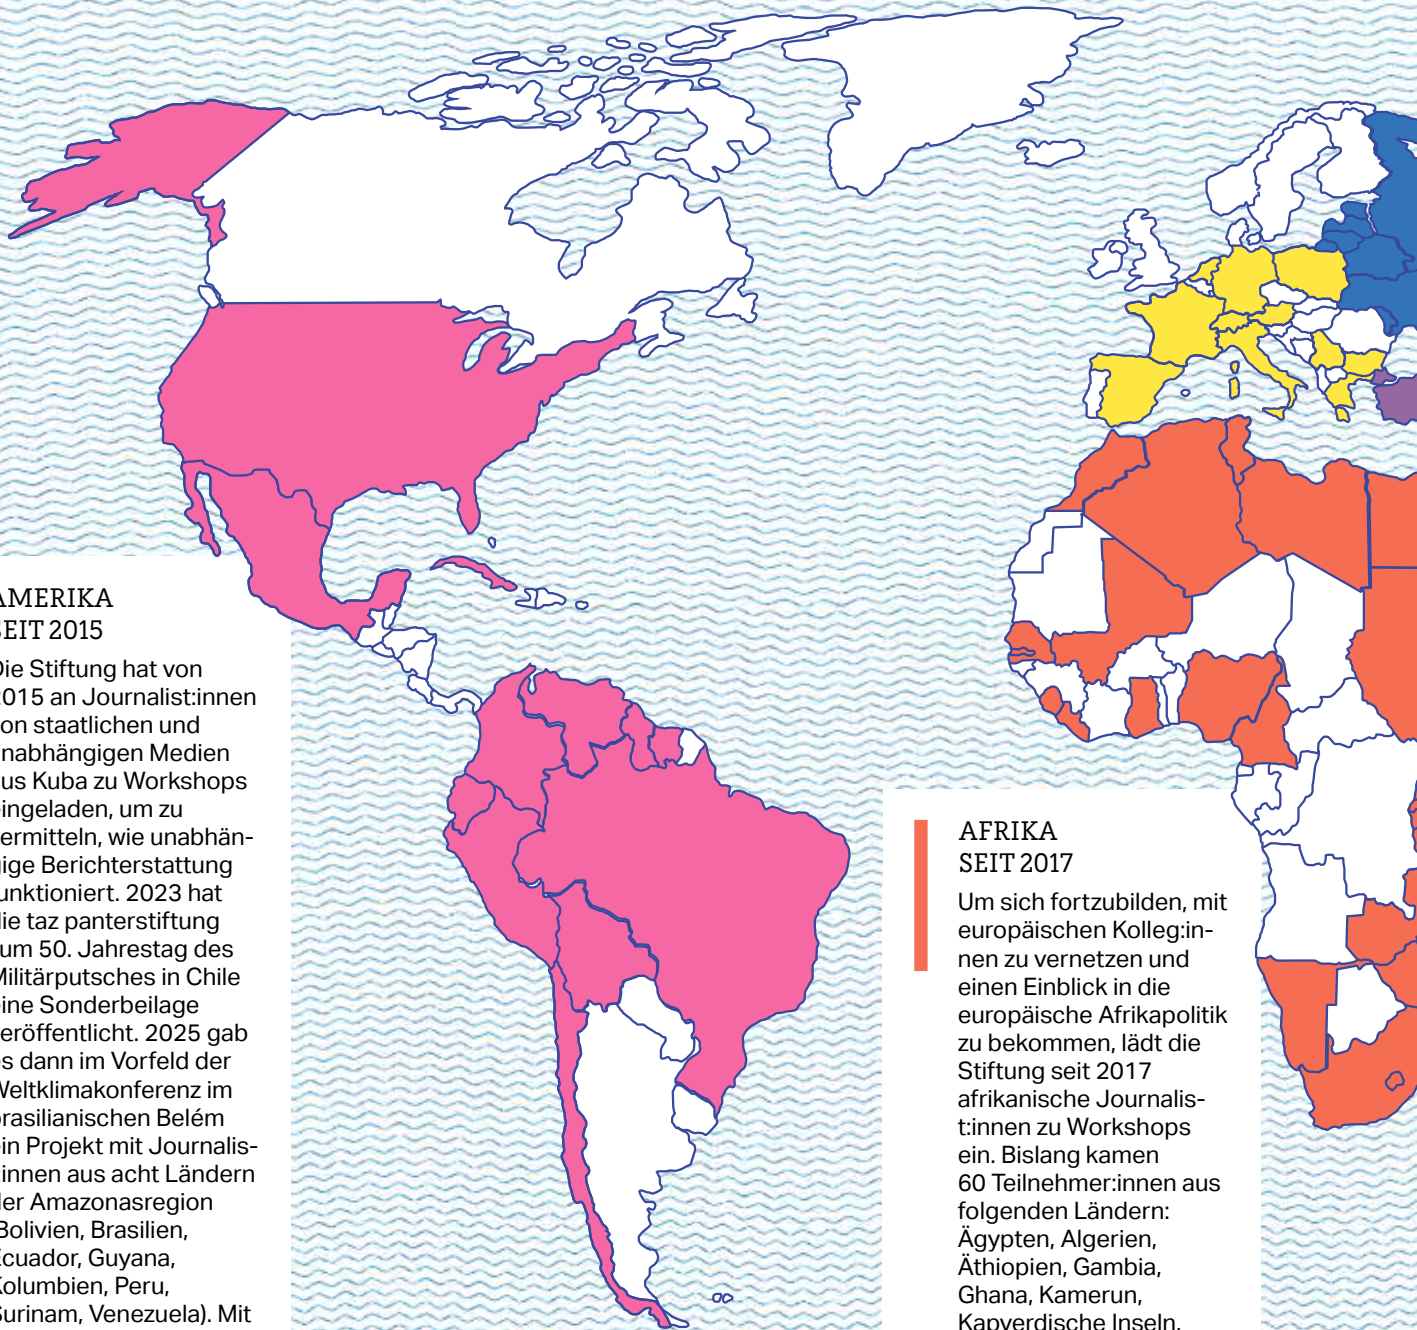 AMERIKA
SEIT 2015
Die Stiftung hat von
2015 an Journalist:innen
von staatlichen und
unabhängigen Medien
aus Kuba zu Workshops
eingeladen, um zu
vermitteln, wie unabhän-
gige Berichterstattung
funktioniert. 2023 hat
die taz panterstiftung
zum 50. Jahrestag des
Militärputsches in Chile
eine Sonderbeilage
veröffentlicht. 2025 gab
es dann im Vorfeld der
Weltklimakonferenz im
brasilianischen Belém
ein Projekt mit Journalis-
t:innen aus acht Ländern
der Amazonasregion
(Bolivien, Brasilien,
Ecuador, Guyana,
Kolumbien, Peru,
Surinam, Venezuela). Mit
AFRIKA
SEIT 2017
Um sich fortzubilden, mit
europäischen Kolleg:in-
nen zu vernetzen und
einen Einblick in die
europäische Afrikapolitik
zu bekommen, lädt die
Stiftung seit 2017
afrikanische Journalis-
t:innen zu Workshops
ein. Bislang kamen
60 Teilnehmer:innen aus
folgenden Ländern:
Ägypten, Algerien,
Äthiopien, Gambia,
Ghana, Kamerun,
Kapverdische Inseln,